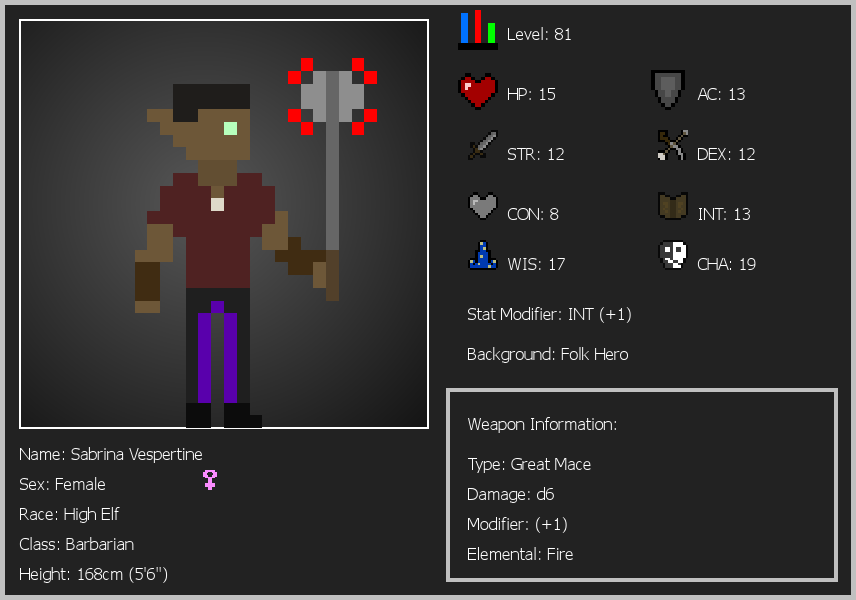 Level: 81
HP: 15
AC: 13
STR: 12
DEX: 12
CON: 8
INT: 13
WIS: 17
CHA: 19
Stat Modifier: INT (+1)
Background: Folk Hero
Weapon Information:
Type: Great Mace
Damage: d6
Modifier: (+1)
Elemental: Fire
Name: Sabrina Vespertine
Sex: Female
Race: High Elf
Class: Barbarian
Height: 168cm (5'6")